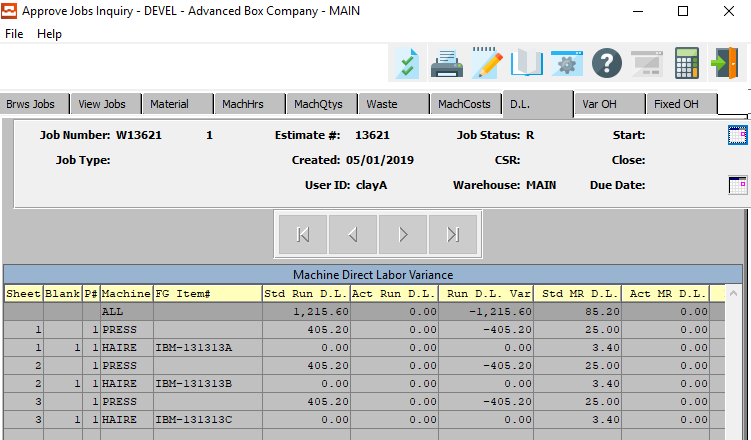 Approve Jobs Inquiry - DEVEL - Advanced Box Company - MAIN
File Help
Brws Jobs View Jobs Material MachHrs MachQtys Waste MachCosts D.L. Var OH Fixed OH
Job Number: W13621 1 Estimate #: 13621 Job Status: R Start:
Job Type: Created: 05/01/2019 CSR: Close:
User ID: clayA Warehouse: MAIN Due Date:
Machine Direct Labor Variance
Sheet Blank P# Machine FG Item# Std Run D.L. Act Run D.L. Run D.L. Var Std MR D.L. Act MR D.L.
ALL 1,215.60 0.00 -1,215.60 85.20 0.00
1 1 PRESS 405.20 0.00 -405.20 25.00 0.00
1 1 1 HAIRE IBM-131313A 0.00 0.00 0.00 3.40 0.00
2 1 PRESS 405.20 0.00 -405.20 25.00 0.00
2 1 1 HAIRE IBM-131313B 0.00 0.00 0.00 3.40 0.00
3 1 PRESS 405.20 0.00 -405.20 25.00 0.00
3 1 1 HAIRE IBM-131313C 0.00 0.00 0.00 3.40 0.00